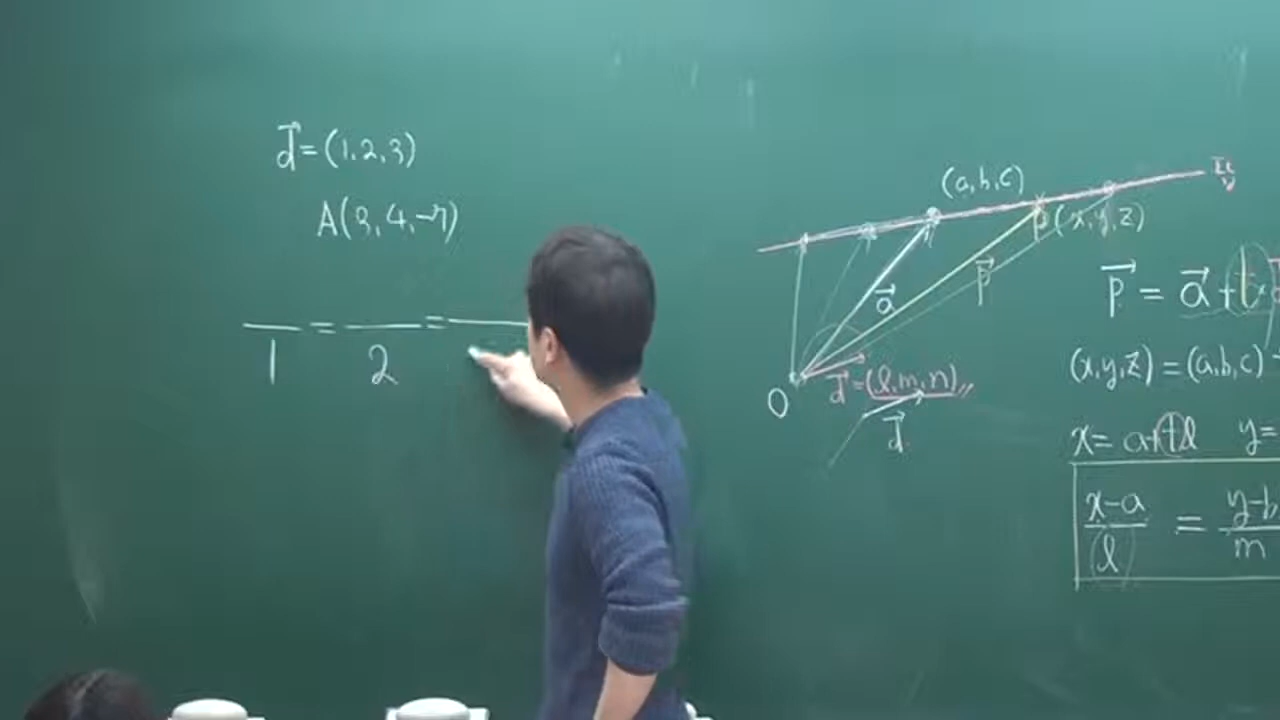 d⃗=(1,2,3)
A(3,4,-7)
― = ― = ―
1 2
(a,b,c)
P(x,y,z)
a⃗
p⃗
O
d⃗=(l,m,n)
d⃗
p⃗ = a⃗ + t
(x,y,z) = (a,b,c)
x = a+tl y=
x-a/l = y-b/m